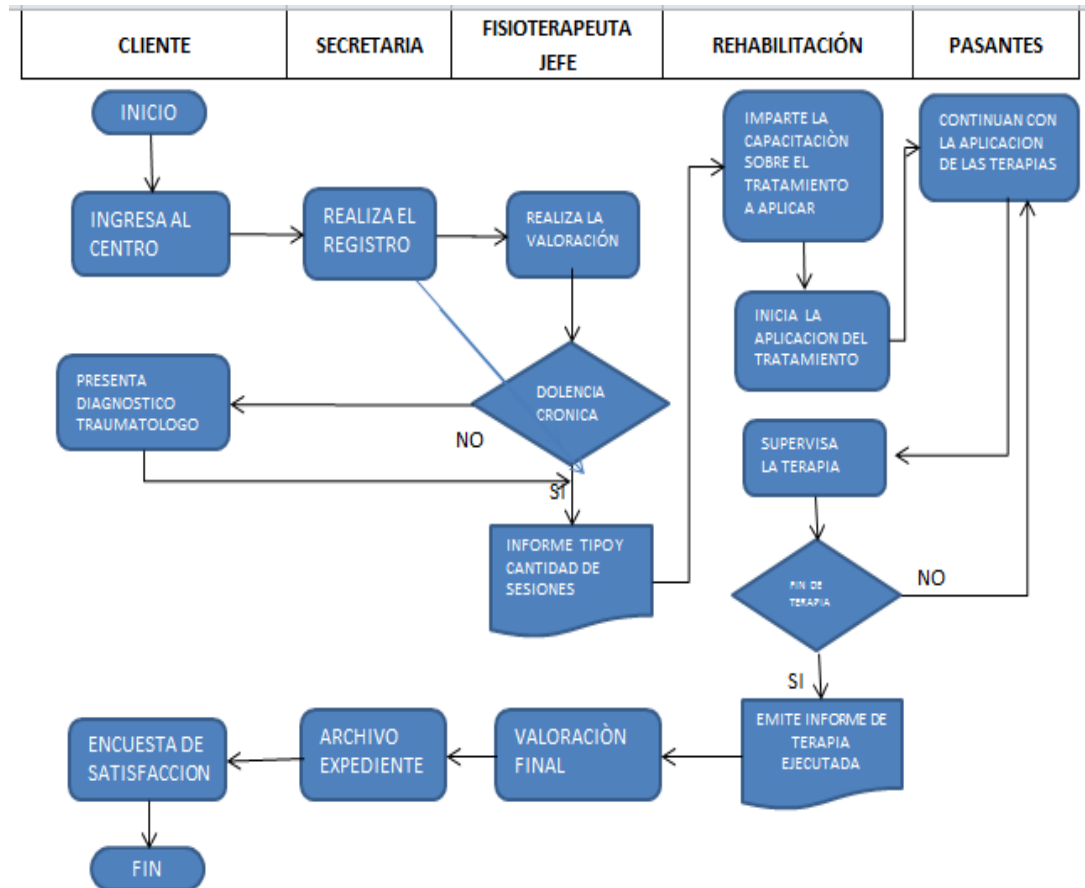 CLIENTE
SECRETARIA
FISIOTERAPEUTA
JEFE
REHABILITACIÓN
PASANTES
INICIO
INGRESA AL
CENTRO
REALIZA EL
REGISTRO
REALIZA LA
VALORACIÓN
IMPARTE LA
CAPACITACIÒN
SOBRE EL
TRATAMIENTO
A APLICAR
CONTINUAN CON
LA APLICACION
DE LAS TERAPIAS
INICIA LA
APLICACION DEL
TRATAMIENTO
PRESENTA
DIAGNOSTICO
TRAUMATOLOGO
DOLENCIA
CRONICA
NO
SI
SUPERVISA
LA TERAPIA
INFORME TIPO Y
CANTIDAD DE
SESIONES
FIN DE
TERAPIA
NO
SI
EMITE INFORME DE
TERAPIA
EJECUTADA
VALORACIÒN
FINAL
ARCHIVO
EXPEDIENTE
ENCUESTA DE
SATISFACCION
FIN